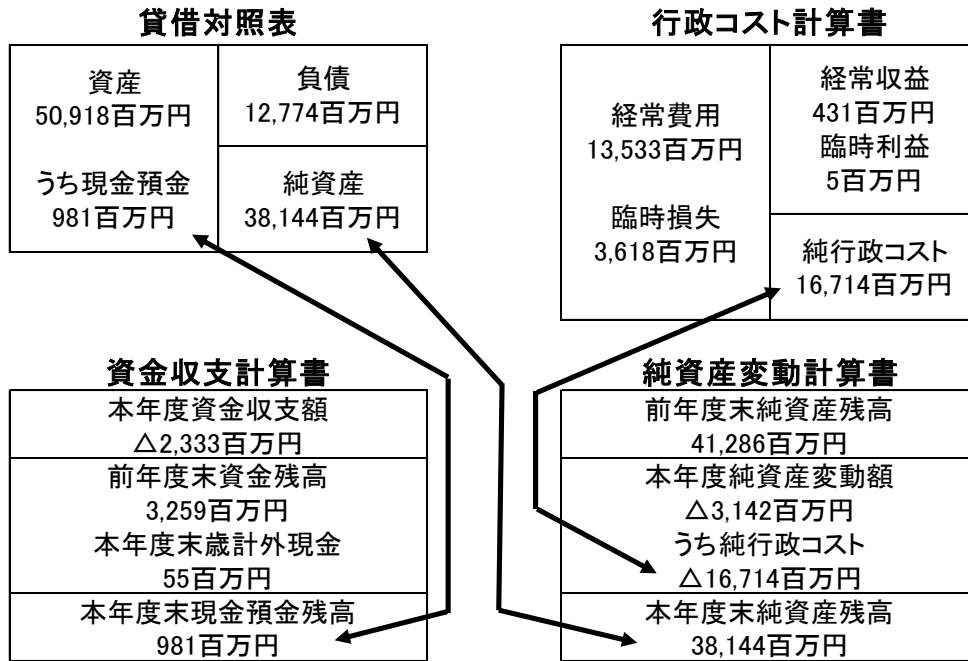 貸借対照表
資産
50,918百万円
うち現金預金
981百万円
負債
12,774百万円
純資産
38,144百万円
行政コスト計算書
経常費用
13,533百万円
臨時損失
3,618百万円
経常収益
431百万円
臨時利益
5百万円
純行政コスト
16,714百万円
資金収支計算書
本年度資金収支額
△2,333百万円
前年度末資金残高
3,259百万円
本年度末歳計外現金
55百万円
本年度末現金預金残高
981百万円
純資産変動計算書
前年度末純資産残高
41,286百万円
本年度純資産変動額
△3,142百万円
うち純行政コスト
△16,714百万円
本年度末純資産残高
38,144百万円